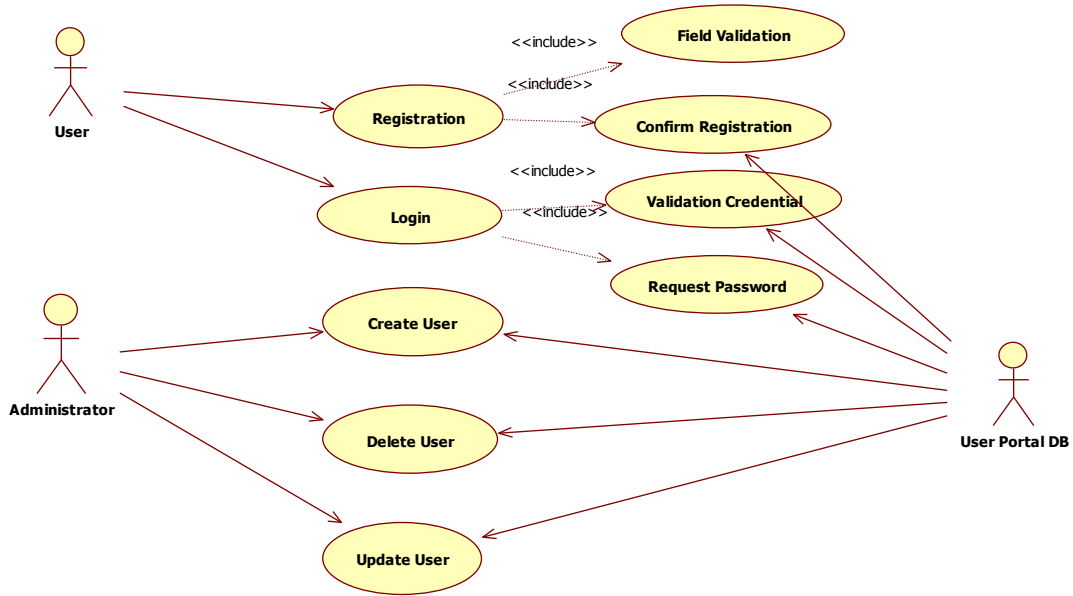 Field Validation
<<include>>
<<include>>
Registration
Confirm Registration
User
<<include>>
Validation Credential
<<include>>
Login
Request Password
Create User
Administrator
Delete User
User Portal DB
Update User